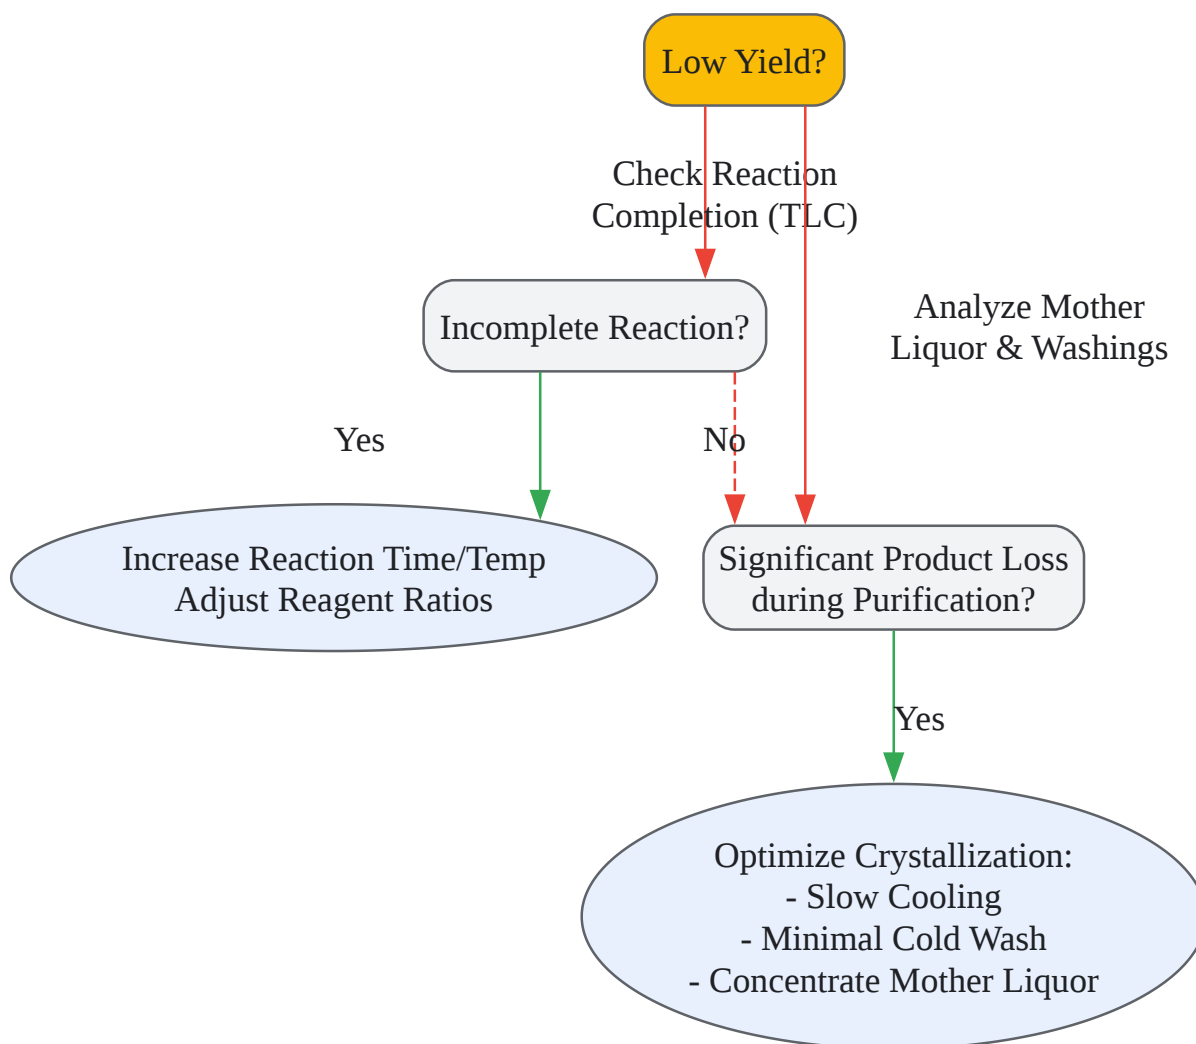 Low Yield?
Check Reaction
Completion (TLC)
Analyze Mother
Liquor & Washings
Incomplete Reaction?
Yes
No
Increase Reaction Time/Temp
Adjust Reagent Ratios
Significant Product Loss
during Purification?
Yes
Optimize Crystallization:
- Slow Cooling
- Minimal Cold Wash
- Concentrate Mother Liquor